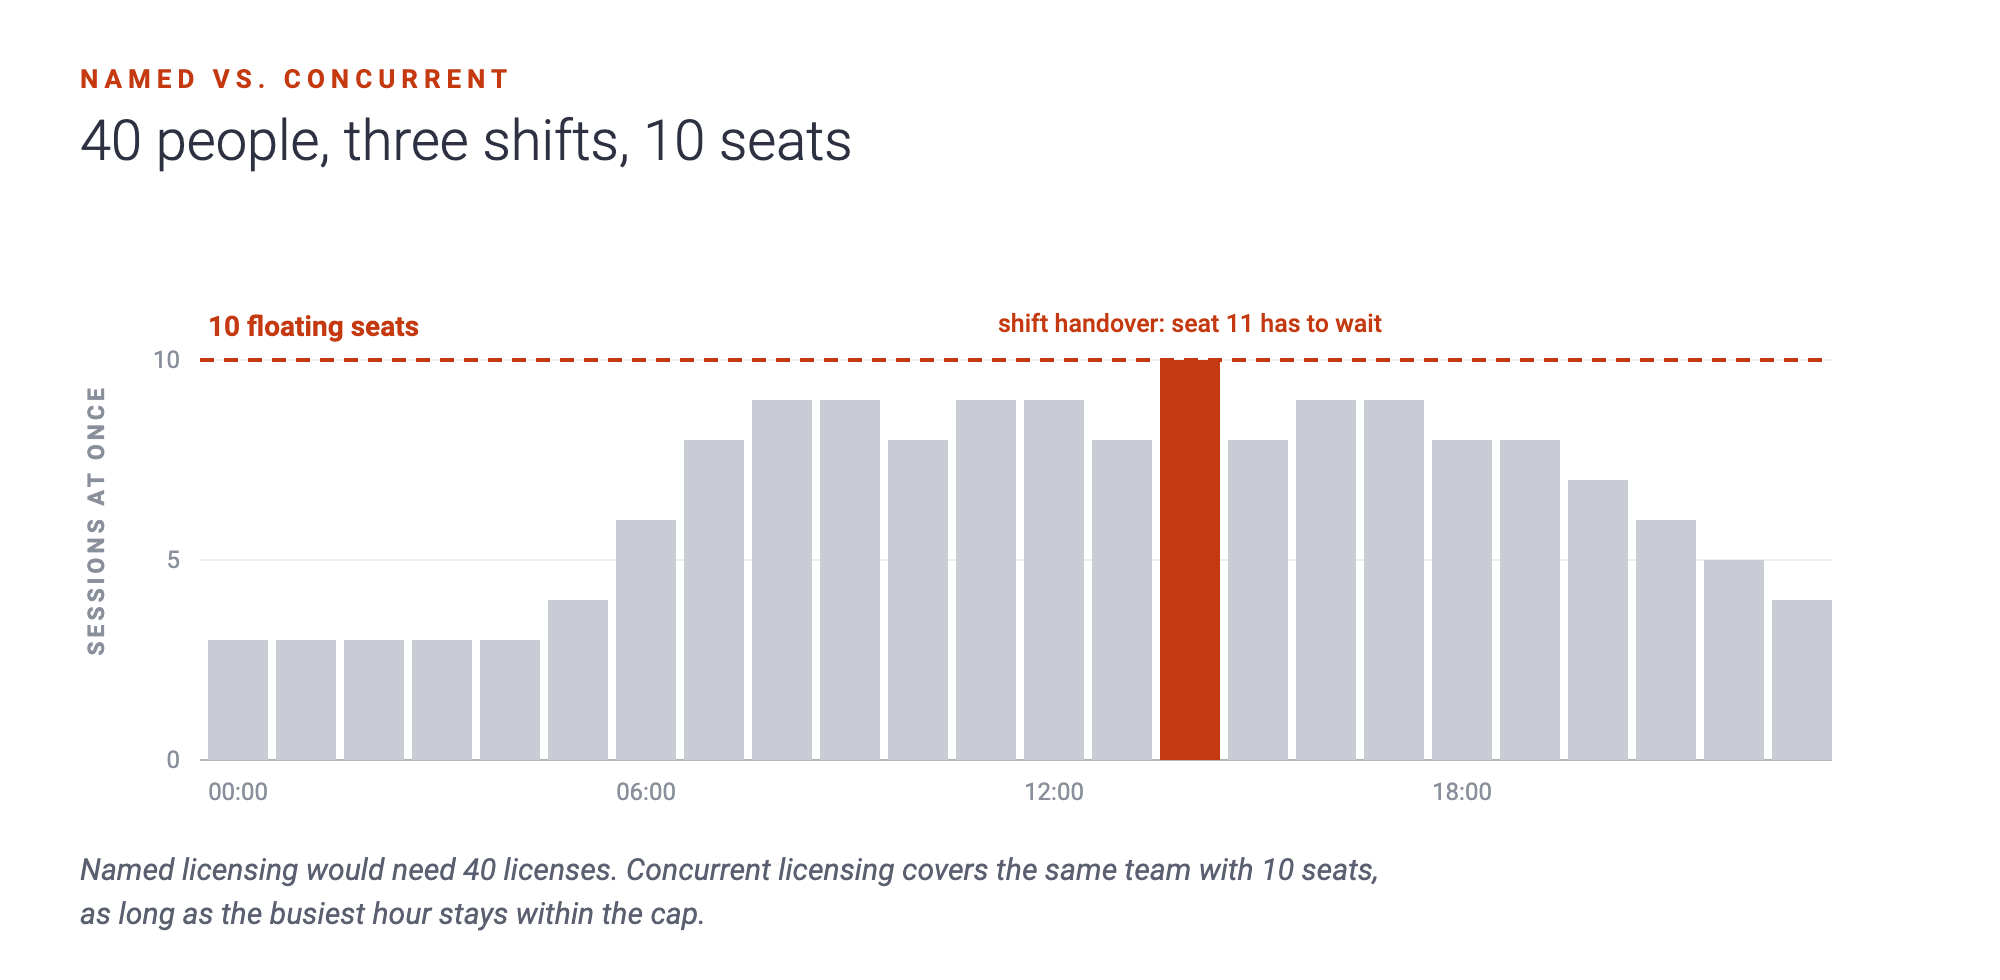 NAMED VS. CONCURRENT
40 people, three shifts, 10 seats
10 floating seats
shift handover: seat 11 has to wait
10
SESSIONS AT ONCE
5
0
00:00
06:00
12:00
18:00
Named licensing would need 40 licenses. Concurrent licensing covers the same team with 10 seats,
as long as the busiest hour stays within the cap.